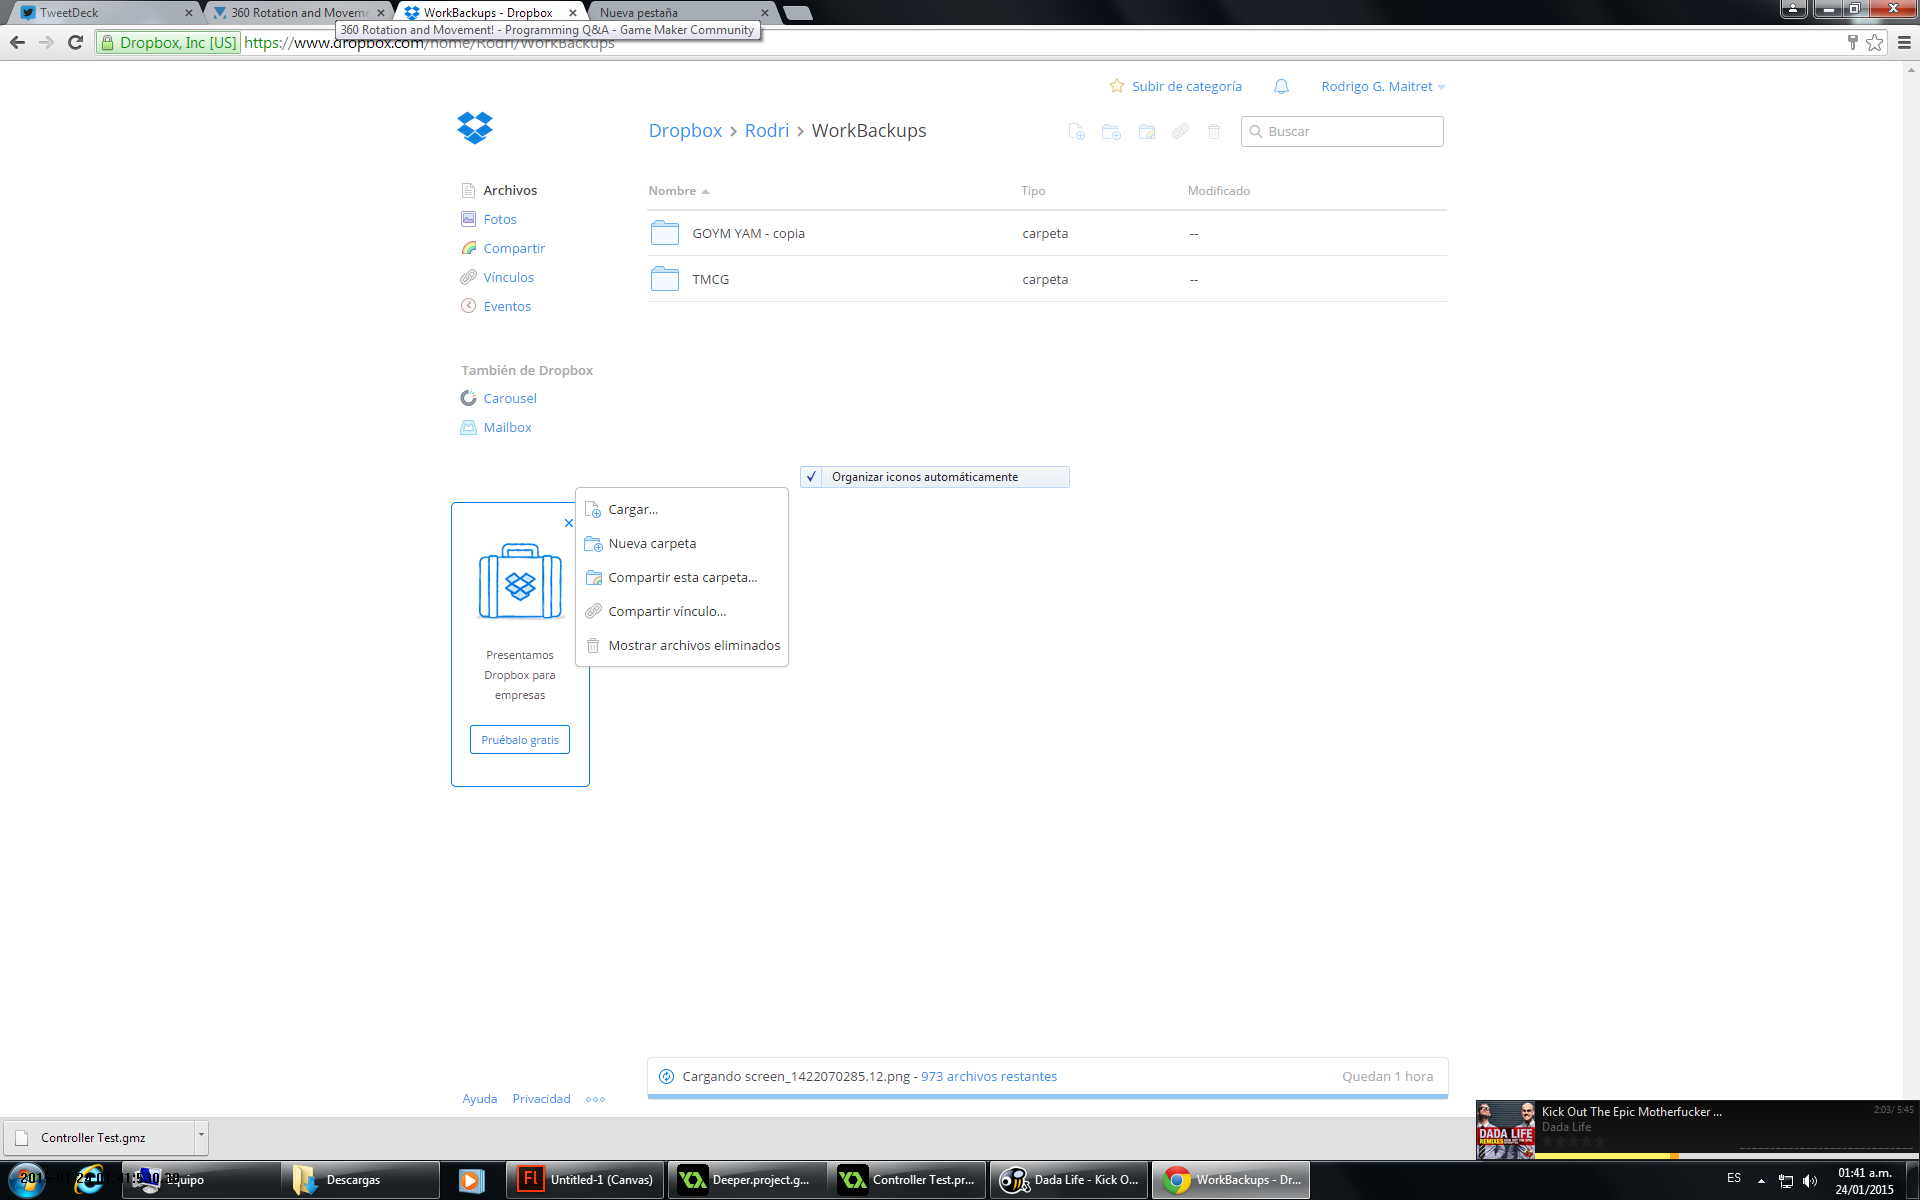 TweetDeck
360 Rotation and Movem
WorkBackups - Dropbox
Nueva pestaña
360 Rotation and Movement! - Programming Q&A - Game Maker Community
Dropbox, Inc [US]
https://www.dropbox.com/home/Rodri/WorkBackups
Subir de categoría
Rodrigo G. Maitret
Dropbox › Rodri › WorkBackups
Buscar
Archivos
Fotos
Compartir
Vínculos
Eventos
También de Dropbox
Carousel
Mailbox
Nombre
Tipo
Modificado
GOYM YAM - copia
carpeta
--
TMCG
carpeta
--
Organizar iconos automáticamente
Cargar...
Nueva carpeta
Compartir esta carpeta...
Compartir vínculo...
Mostrar archivos eliminados
Presentamos
Dropbox para
empresas
Pruébalo gratis
Cargando screen_1422070285.12.png - 973 archivos restantes
Quedan 1 hora
Ayuda
Privacidad
Controller Test.gmz
DADA LIFE
Kick Out The Epic Motherfucker ...
Dada Life
2:03/ 5:45
Descargas
Untitled-1 (Canvas)
Deeper.project.g...
Controller Test.pr...
Dada Life - Kick O...
WorkBackups - Dr...
ES
01:41 a.m.
24/01/2015